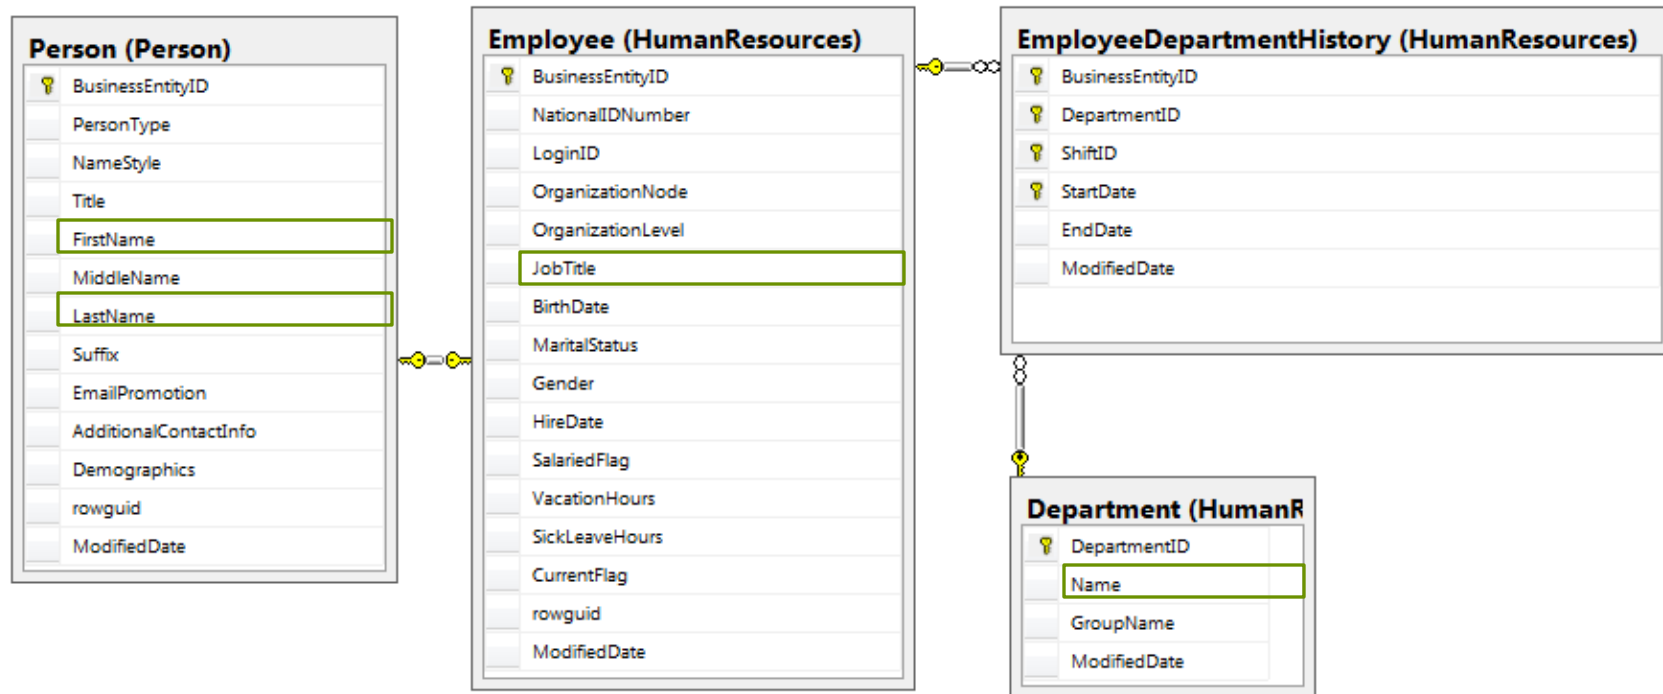 Person (Person)
BusinessEntityID
PersonType
NameStyle
Title
FirstName
MiddleName
LastName
Suffix
EmailPromotion
AdditionalContactInfo
Demographics
rowguid
ModifiedDate
Employee (HumanResources)
BusinessEntityID
NationalIDNumber
LoginID
OrganizationNode
OrganizationLevel
JobTitle
BirthDate
MaritalStatus
Gender
HireDate
SalariedFlag
VacationHours
SickLeaveHours
CurrentFlag
rowguid
ModifiedDate
EmployeeDepartmentHistory (HumanResources)
BusinessEntityID
DepartmentID
ShiftID
StartDate
EndDate
ModifiedDate
Department (HumanR
DepartmentID
Name
GroupName
ModifiedDate